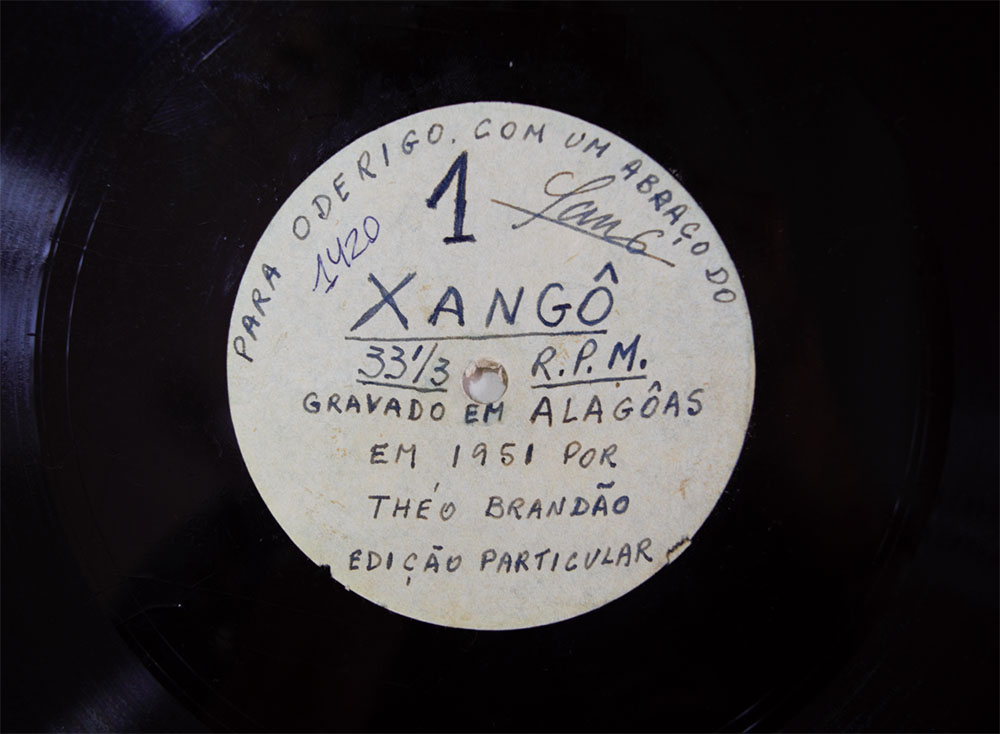 PARA ODERIGO. COM UM ABRAÇO DO
1
1420
XANGÔ
33 1/3 R.P.M.
GRAVADO EM ALAGÔAS
EM 1951 POR
THÉO BRANDÃO
EDIÇÃO PARTICULAR